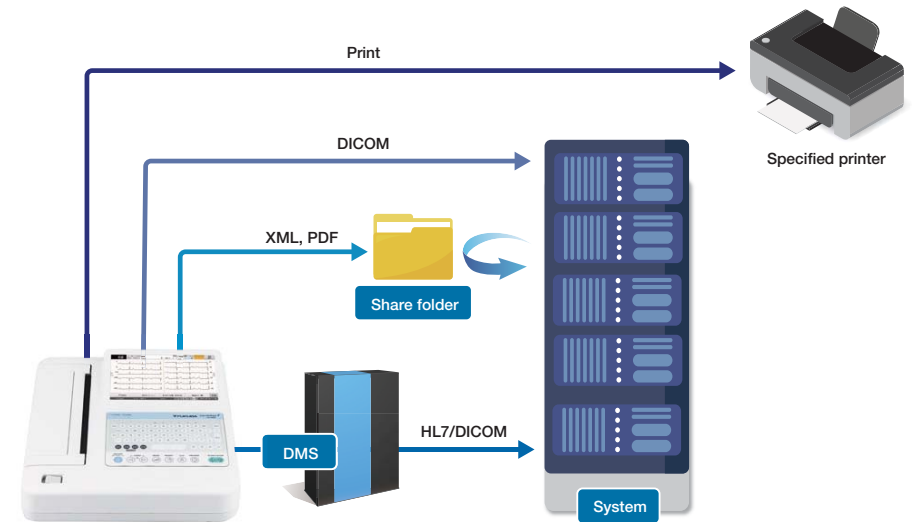 Print
Specified printer
DICOM
XML, PDF
Share folder
HL7/DICOM
DMS
System